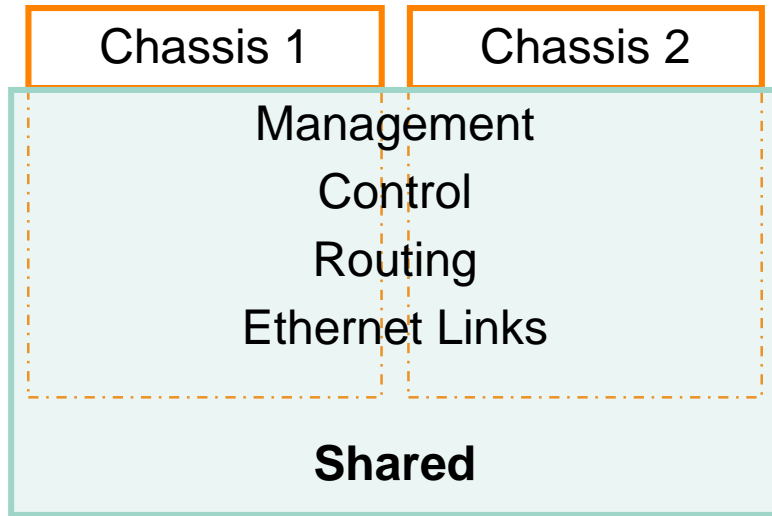 Chassis 1 Chassis 2
Management
Control
Routing
Ethernet Links
Shared